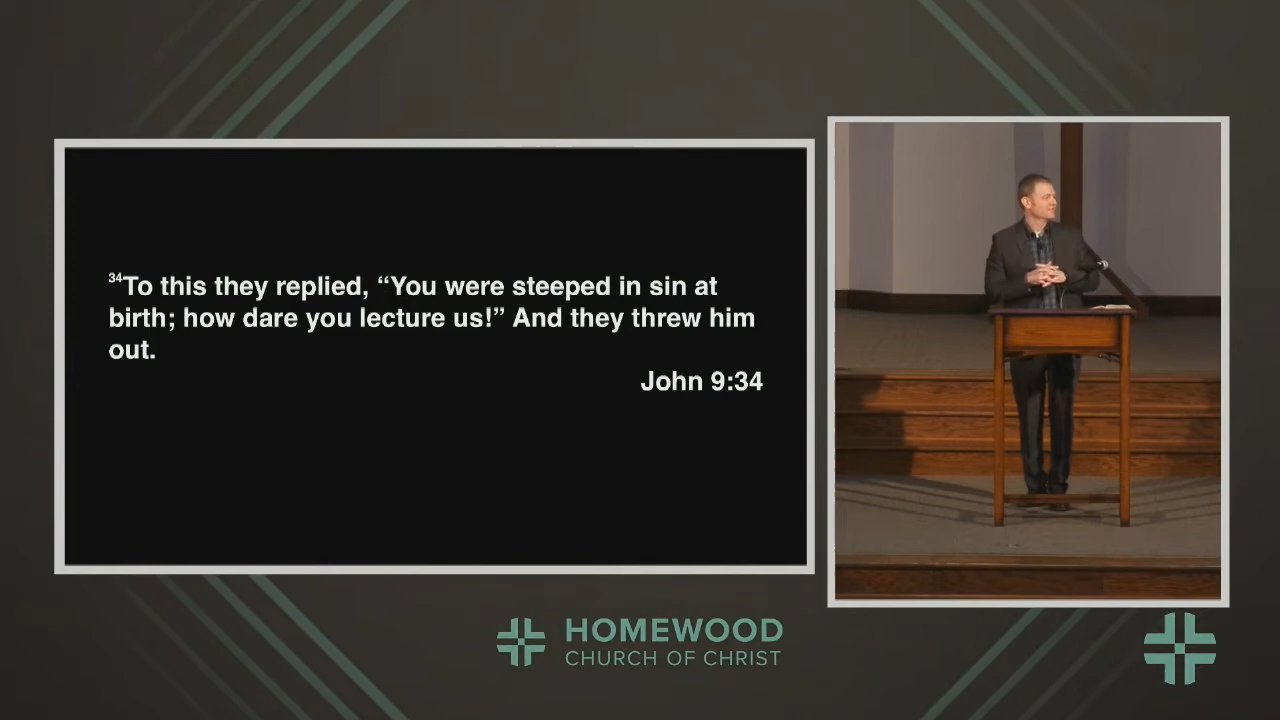 ³⁴To this they replied, “You were steeped in sin at
birth; how dare you lecture us!” And they threw him
out.
John 9:34
HOMEWOOD
CHURCH OF CHRIST